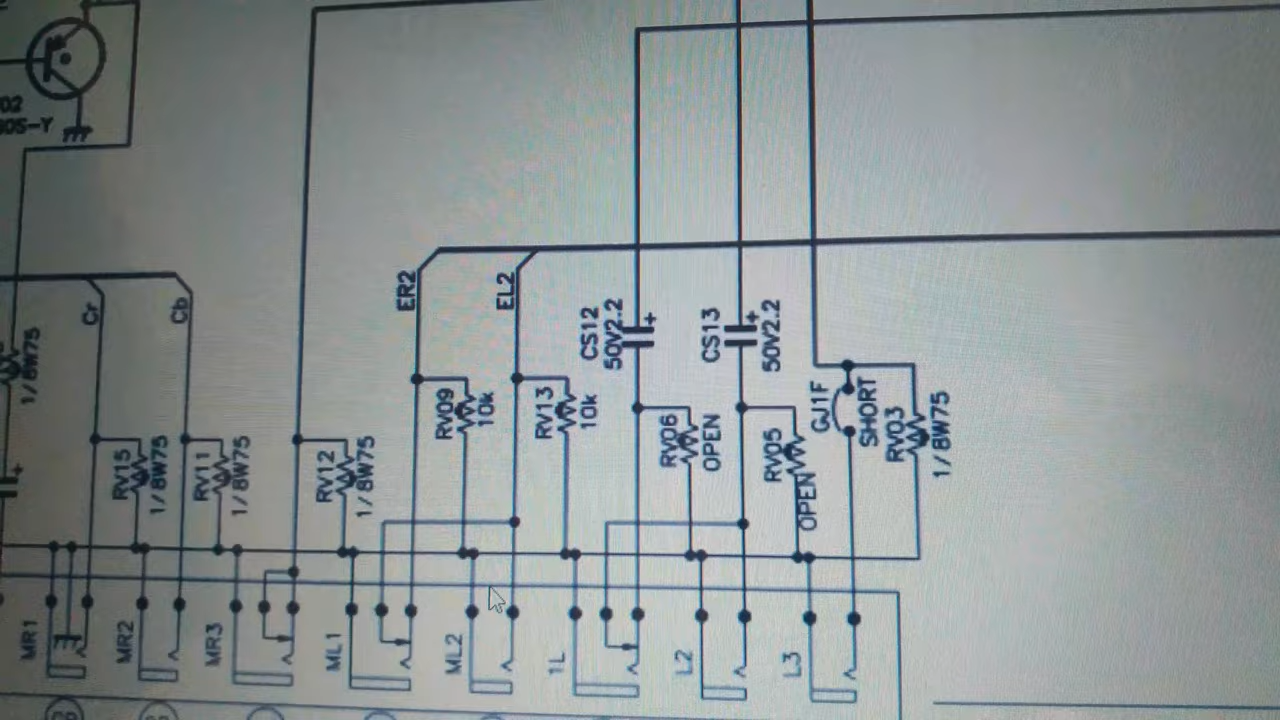 02
905-Y
Cr
Cb
ER2
EL2
1/8W75
CS12
50V2.2
CS13
50V2.2
RV15
1/8W75
RV11
1/8W75
RV12
1/8W75
RV09
10k
RV13
10k
RV06
OPEN
RV05
OPEN
GJ1F
SHORT
RV03
1/8W75
MR1
MR2
MR3
ML1
ML2
1L
L2
L3